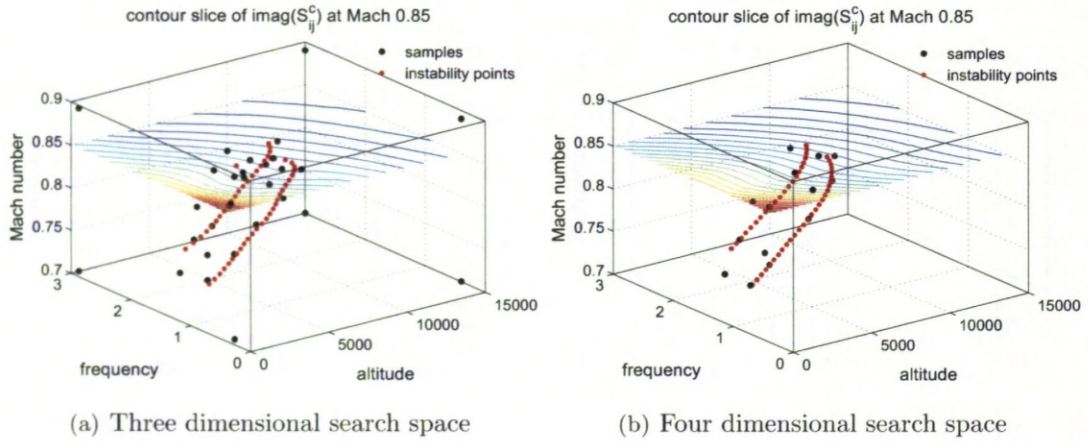 contour slice of imag(S^c_ij) at Mach 0.85
samples
instability points
0.9
0.85
0.8
0.75
0.7
Mach number
3
2
1
0
frequency
0
5000
10000
15000
altitude
(a) Three dimensional search space
contour slice of imag(S^c_ij) at Mach 0.85
samples
instability points
0.9
0.85
0.8
0.75
0.7
Mach number
3
2
1
0
frequency
0
5000
10000
15000
altitude
(b) Four dimensional search space